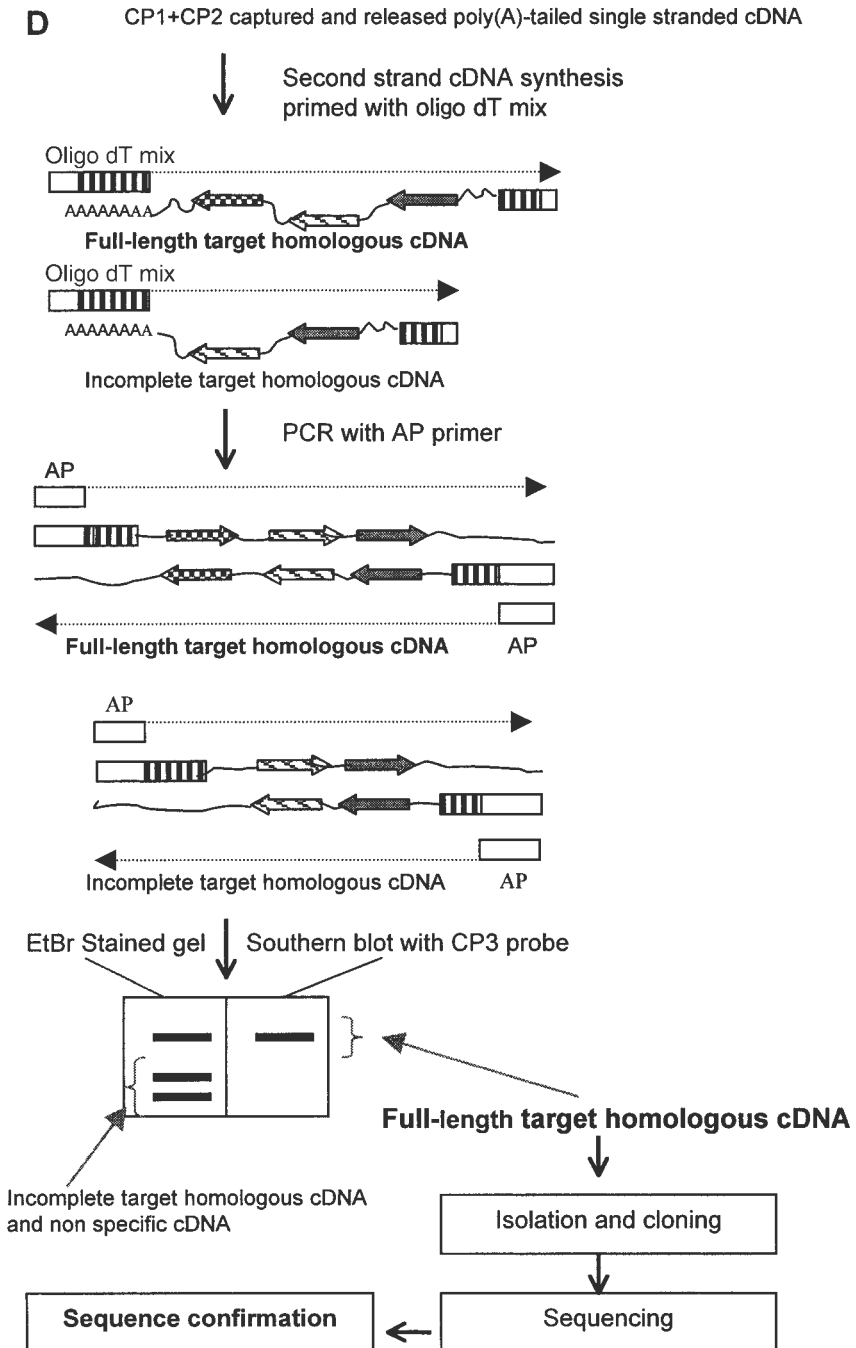 D
CP1+CP2 captured and released poly(A)-tailed single stranded cDNA
Second strand cDNA synthesis
primed with oligo dT mix
Oligo dT mix
AAAAAAAA
Full-length target homologous cDNA
Oligo dT mix
AAAAAAAA
Incomplete target homologous cDNA
PCR with AP primer
AP
Full-length target homologous cDNA
AP
AP
Incomplete target homologous cDNA
AP
EtBr Stained gel
Southern blot with CP3 probe
Full-length target homologous cDNA
Incomplete target homologous cDNA
and non specific cDNA
Isolation and cloning
Sequence confirmation
Sequencing